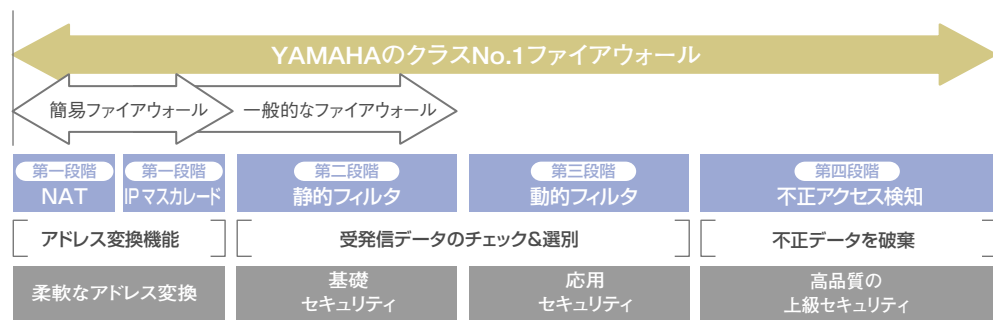 YAMAHAのクラスNo.1ファイアウォール
簡易ファイアウォール
一般的なファイアウォール
第一段階
NAT
第一段階
IPマスカレード
第二段階
静的フィルタ
第三段階
動的フィルタ
第四段階
不正アクセス検知
アドレス変換機能
受発信データのチェック&選別
不正データを破棄
柔軟なアドレス変換
基礎
セキュリティ
応用
セキュリティ
高品質の
上級セキュリティ